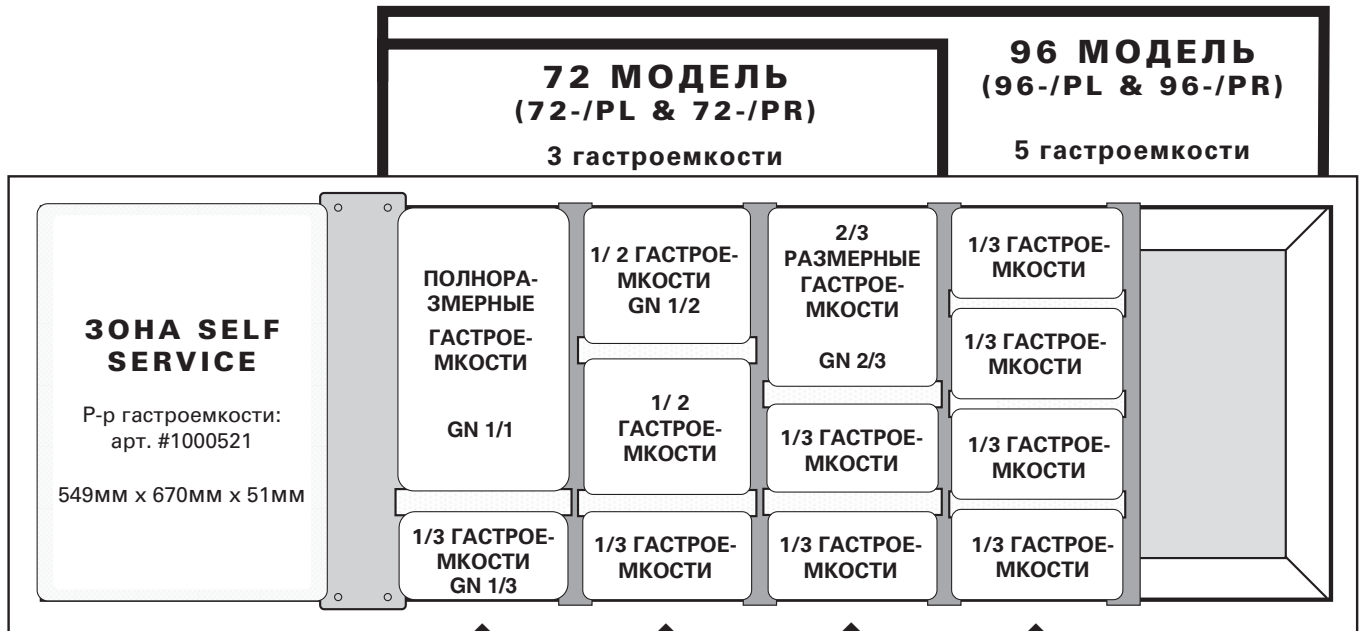 72 МОДЕЛЬ
(72-/PL & 72-/PR)
3 гастроемкости
96 МОДЕЛЬ
(96-/PL & 96-/PR)
5 гастроемкости
ЗОНА SELF
SERVICE
Р-р гастроемкости:
арт. #1000521
549мм x 670мм x 51мм
ПОЛНОРА-
ЗМЕРНЫЕ
ГАСТРОЕ-
МКОСТИ
GN 1/1
1/3 ГАСТРОЕ-
МКОСТИ
GN 1/3
1/ 2 ГАСТРОЕ-
МКОСТИ
GN 1/2
1/ 2
ГАСТРОЕ-
МКОСТИ
1/3 ГАСТРОЕ-
МКОСТИ
2/3
РАЗМЕРНЫЕ
ГАСТРОЕ-
МКОСТИ
GN 2/3
1/3 ГАСТРОЕ-
МКОСТИ
1/3 ГАСТРОЕ-
МКОСТИ
1/3 ГАСТРОЕ-
МКОСТИ
1/3 ГАСТРОЕ-
МКОСТИ
1/3 ГАСТРОЕ-
МКОСТИ
1/3 ГАСТРОЕ-
МКОСТИ